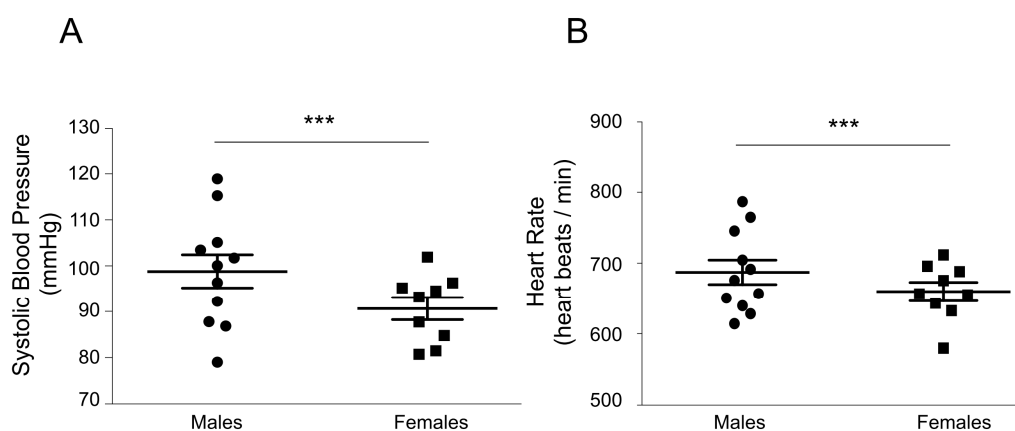 A
Systolic Blood Pressure
(mmHg)
130
120
110
100
90
80
70
***
Males
Females
B
Heart Rate
(heart beats / min)
900
800
700
600
500
***
Males
Females